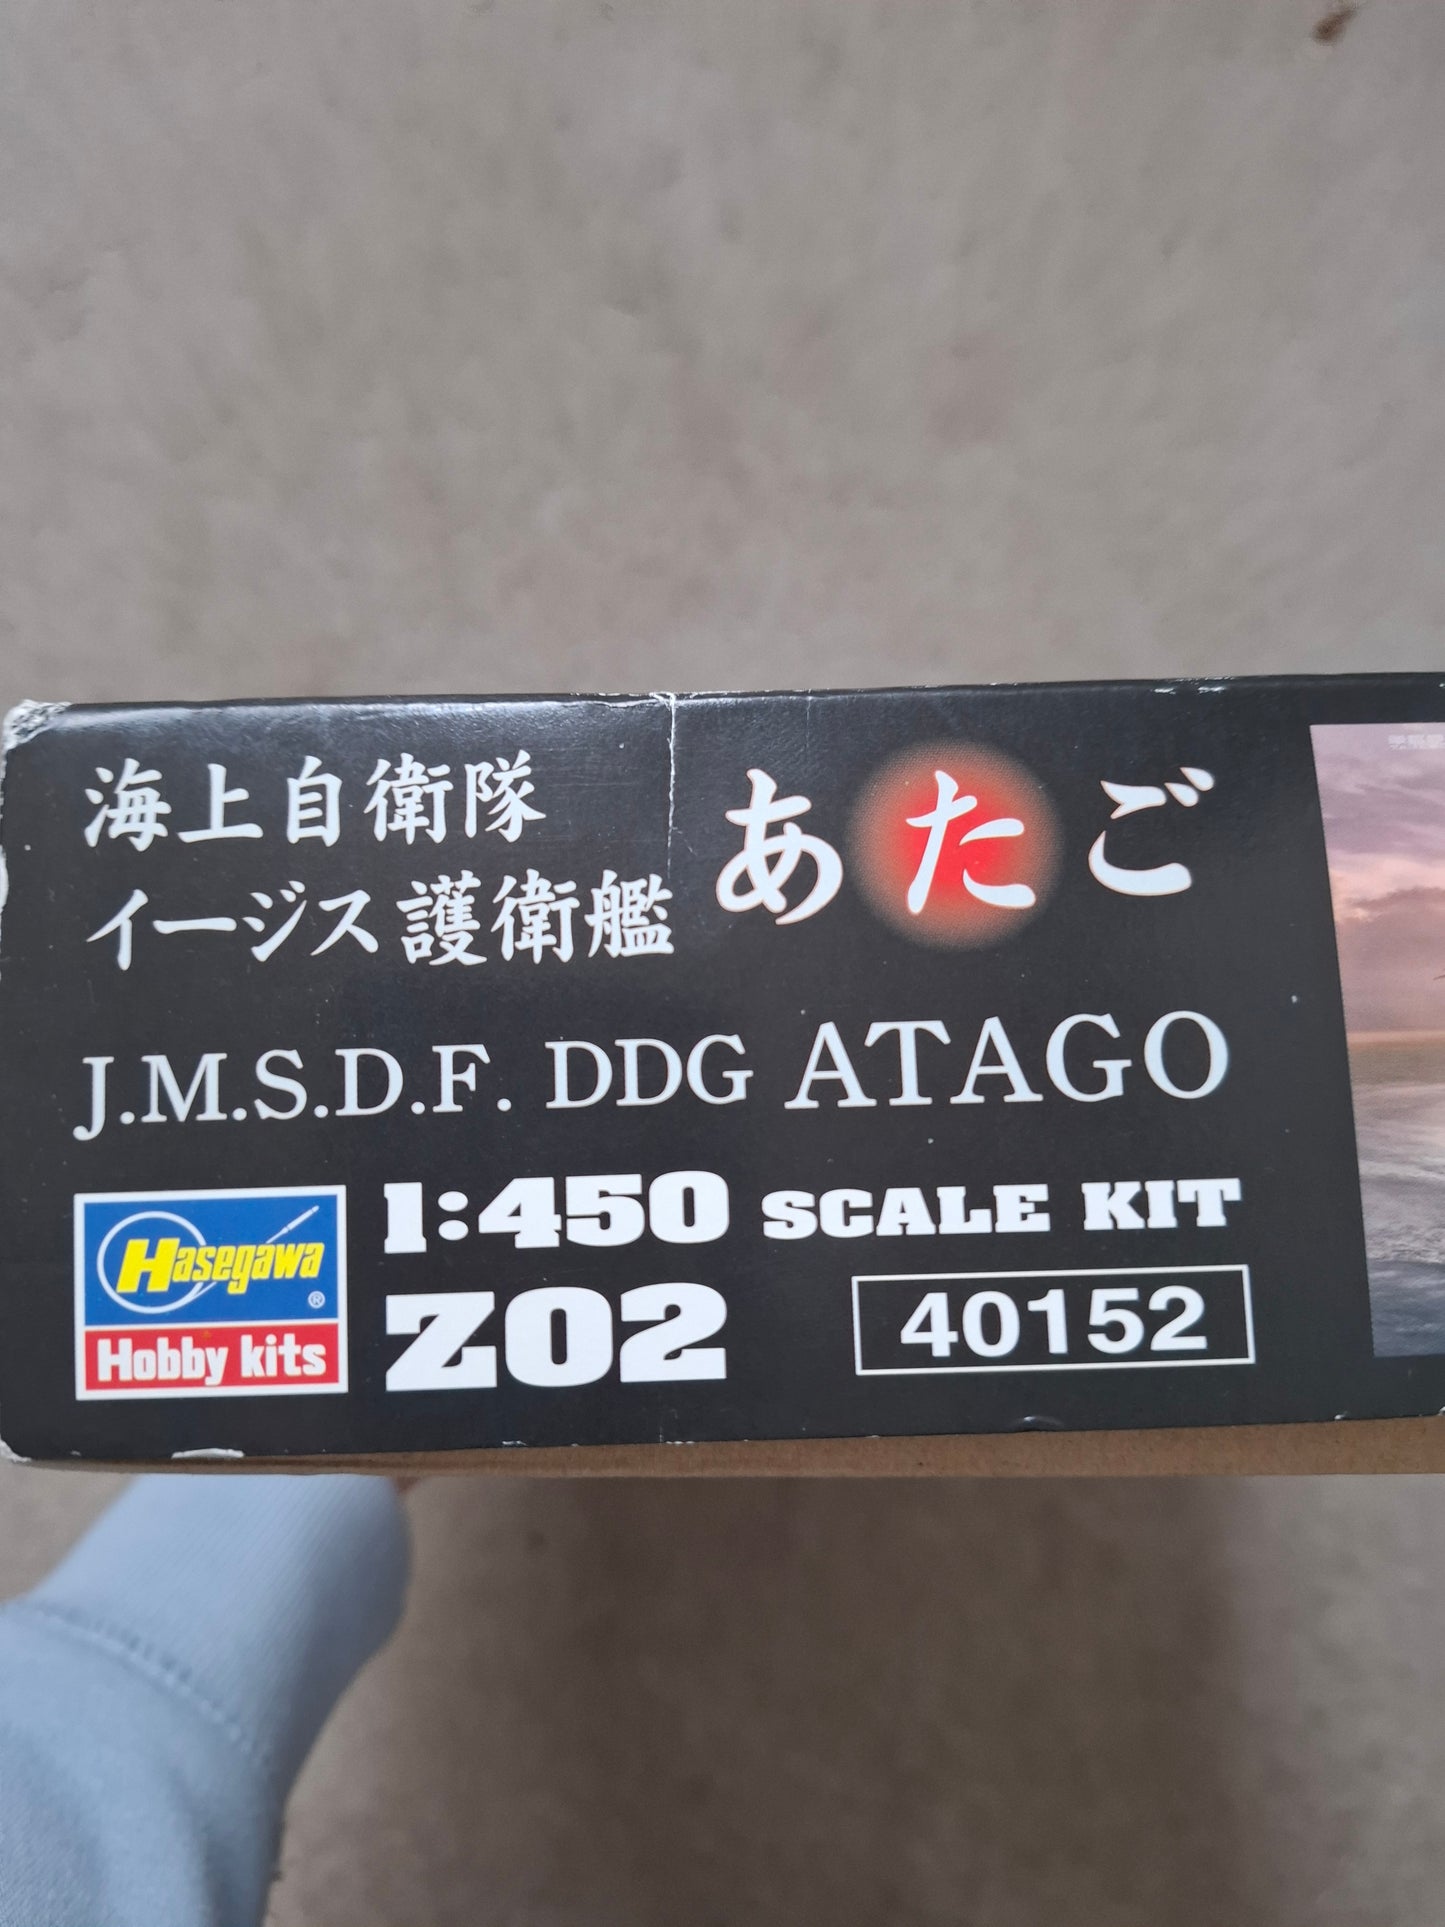 海上自衛隊
イージス護衛艦
あたご
J.M.S.D.F. DDG ATAGO
Hasegawa®
Hobby kits
1:450 SCALE KIT
Z02
40152